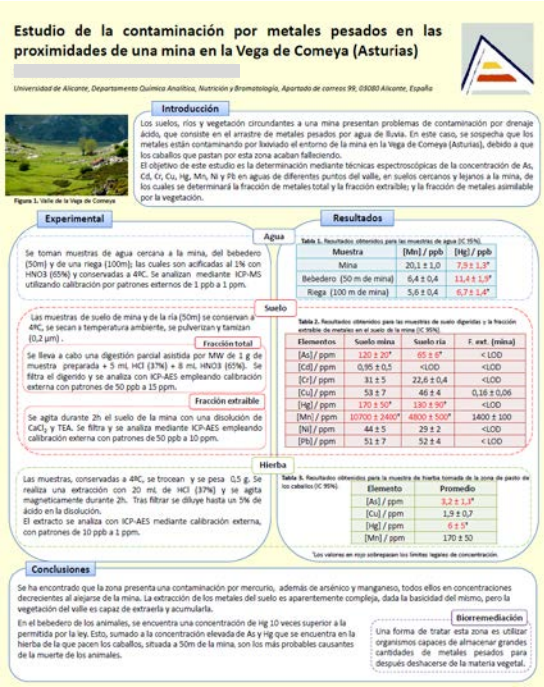 Estudio de la contaminación por metales pesados en las
proximidades de una mina en la Vega de Comeya (Asturias)
Universidad de Alicante, Departamento Química Analítica, Nutrición y Bromatología, Apartado de correos 99, 03080 Alicante, España
Introducción
Los suelos, ríos y vegetación circundantes a una mina presentan problemas de contaminación por drenaje
ácido, que consiste en el arrastre de metales pesados por agua de lluvia. En este caso, se sospecha que los
metales están contaminando por lixiviado el entorno de la mina en la Vega de Comeya (Asturias), debido a que
los caballos que pastan por esta zona acaban falleciendo.
El objetivo de este estudio es la determinación mediante técnicas espectroscópicas de la concentración de As,
Cd, Cr, Cu, Hg, Mn, Ni y Pb en aguas de diferentes puntos del valle, en suelos cercanos y lejanos a la mina, de
los cuales se determinará la fracción de metales total y la fracción extraible; y la fracción de metales asimilable
por la vegetación.
Figura 1. Valle de la Vega de Comeya
Experimental
Resultados
Agua
Se toman muestras de agua cercana a la mina, del bebedero
(50m) y de una riega (100m); las cuales son acificadas al 1% con
HNO3 (65%) y conservadas a 4ºC. Se analizan mediante ICP-MS
utilizando calibración por patrones externos de 1 ppb a 1 ppm.
Tabla 1. Resultados obtenidos para las muestras de agua (IC 95%).
Muestra [Mn] / ppb [Hg] / ppb
Mina 20,1 ± 1,0 7,9 ± 1,3*
Bebedero (50 m de mina) 6,4 ± 0,4 11,4 ± 1,9*
Riega (100 m de mina) 5,6 ± 0,4 6,7 ± 1,4*
Suelo
Las muestras de suelo de mina y de la ría (50m) se conservan a
4ºC, se secan a temperatura ambiente, se pulverizan y tamizan
(0,2 µm) .
Fracción total
Se lleva a cabo una digestión parcial asistida por MW de 1 g de
muestra preparada + 5 mL HCl (37%) + 8 mL HNO3 (65%). Se
filtra el digerido y se analiza con ICP-AES empleando calibración
externa con patrones de 50 ppb a 15 ppm.
Fracción extraible
Se agita durante 2h el suelo de la mina con una disolución de
CaCl2 y TEA. Se filtra y se analiza mediante ICP-AES empleando
calibración externa con patrones de 50 ppb a 10 ppm.
Tabla 2. Resultados obtenidos para las muestras de suelo digeridas y la fracción
extraible de metales en el suelo de la mina (IC 95%).
Elementos Suelo mina Suelo ría F. ext. (mina)
[As] / ppm 120 ± 20* 65 ± 6* < LOD
[Cd] / ppm 0,95 ± 0,5 <LOD <LOD
[Cr] / ppm 31 ± 5 22,6 ± 0,4 <LOD
[Cu] / ppm 53 ± 7 46 ± 4 0,16 ± 0,06
[Hg] / ppm 170 ± 50* 130 ± 90* <LOD
[Mn] / ppm 10700 ± 2400* 4800 ± 500* 1400 ± 100
[Ni] / ppm 44 ± 5 29 ± 2 <LOD
[Pb] / ppm 51 ± 7 52 ± 4 < LOD
Hierba
Las muestras, conservadas a 4ºC, se trocean y se pesa 0,5 g. Se
realiza una extracción con 20 mL de HCl (37%) y se agita
magneticamente durante 2h. Tras filtrar se diluye hasta un 5% de
ácido en la disolución.
El extracto se analiza con ICP-AES mediante calibración externa,
con patrones de 10 ppb a 1 ppm.
Tabla 3. Resultados obtenidos para la muestra de hierba tomada de la zona de pasto de
los caballos (IC 95%).
Elemento Promedio
[As] / ppm 3,2 ± 1,3*
[Cu] / ppm 1,9 ± 0,7
[Hg] / ppm 6 ± 5*
[Mn] / ppm 170 ± 50
*Los valores en rojo sobrepasan los límites legales de concentración.
Conclusiones
Se ha encontrado que la zona presenta una contaminación por mercurio, además de arsénico y manganeso, todos ellos en concentraciones
decrecientes al alejarse de la mina. La extracción de los metales del suelo es aparentemente compleja, dada la basicidad del mismo, pero la
vegetación del valle es capaz de extraerla y acumularla.
En el bebedero de los animales, se encuentra una concentración de Hg 10 veces superior a la
permitida por la ley. Esto, sumado a la concentración elevada de As y Hg que se encuentra en la
hierba de la que pacen los caballos, situada a 50m de la mina, son los más probables causantes
de la muerte de los animales.
Biorremediación
Una forma de tratar esta zona es utilizar
organismos capaces de almacenar grandes
cantidades de metales pesados para
después deshacerse de la materia vegetal.